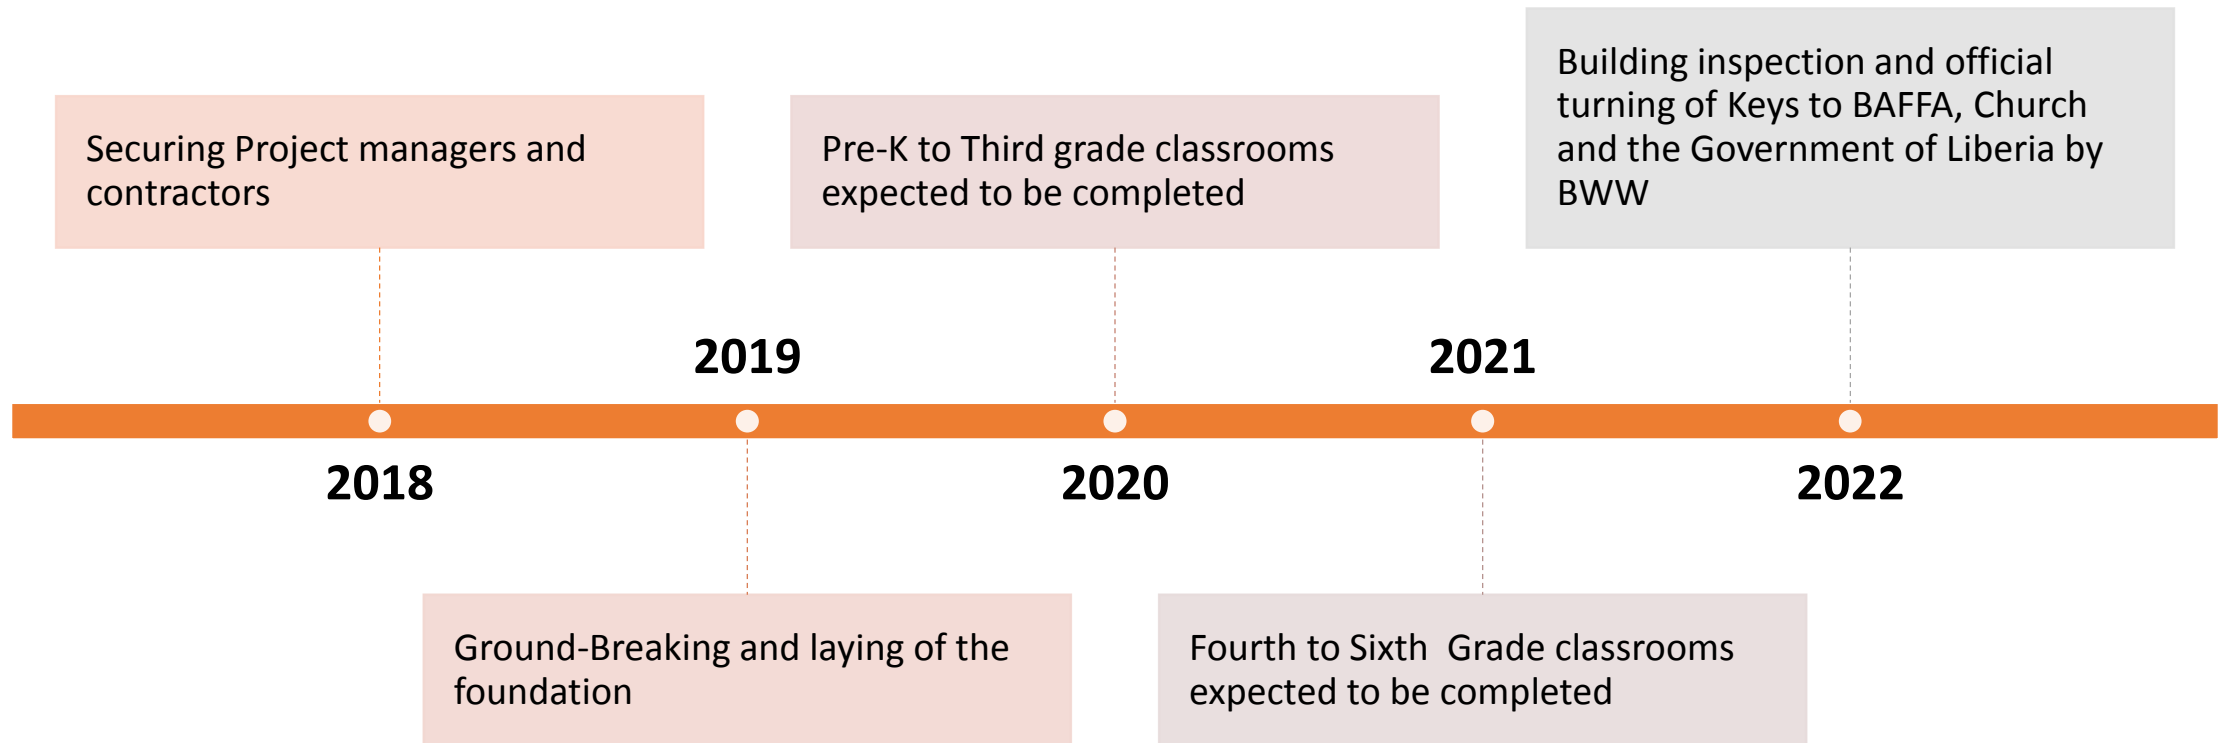 Securing Project managers and
contractors
2018
2019
Ground-Breaking and laying of the
foundation
Pre-K to Third grade classrooms
expected to be completed
2020
2021
Fourth to Sixth  Grade classrooms
expected to be completed
Building inspection and official
turning of Keys to BAFFA, Church
and the Government of Liberia by
BWW
2022